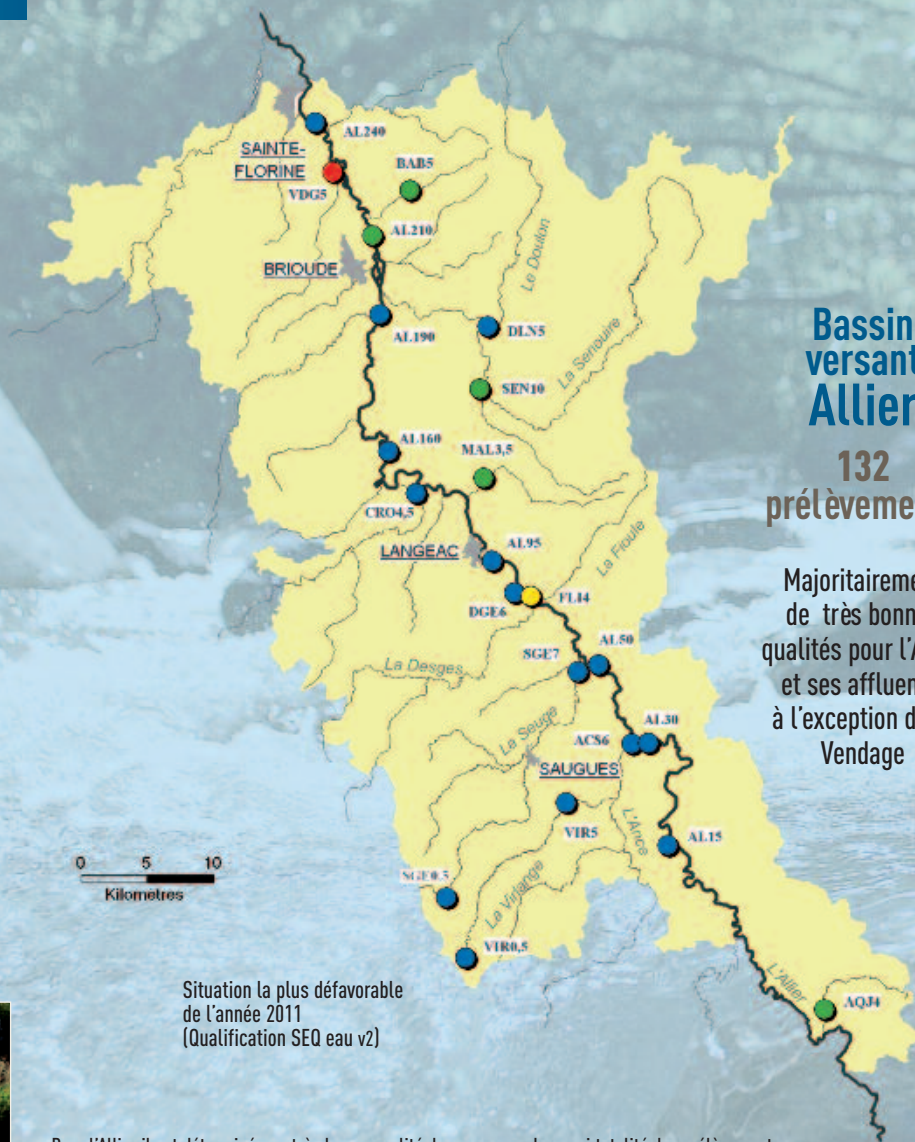 AL240
SAINTE-
FLORINE
BAB5
VDG5
AL210
BRIOUDE
Le Doulon
AL190
DLN5
La Senouire
SEN10
AL160
MAL3,5
CRO4,5
LANGEAC
AL95
La Fioule
DGE6
FLI4
La Desges
SGE7
AL50
La Seuge
ACS6
AL30
SAUGUES
VIR5
L'Ance
AL15
SGE0.5
La Virlange
VIR0,5
L'Allier
AQJ4
0 5 10
Kilometres
Bassin
versant
Allier
132
prélèveme
Majoritaireme
de très bonn
qualités pour l'A
et ses affluen
à l'exception d
Vendage
Situation la plus défavorable
de l'année 2011
(Qualification SEQ eau v2)